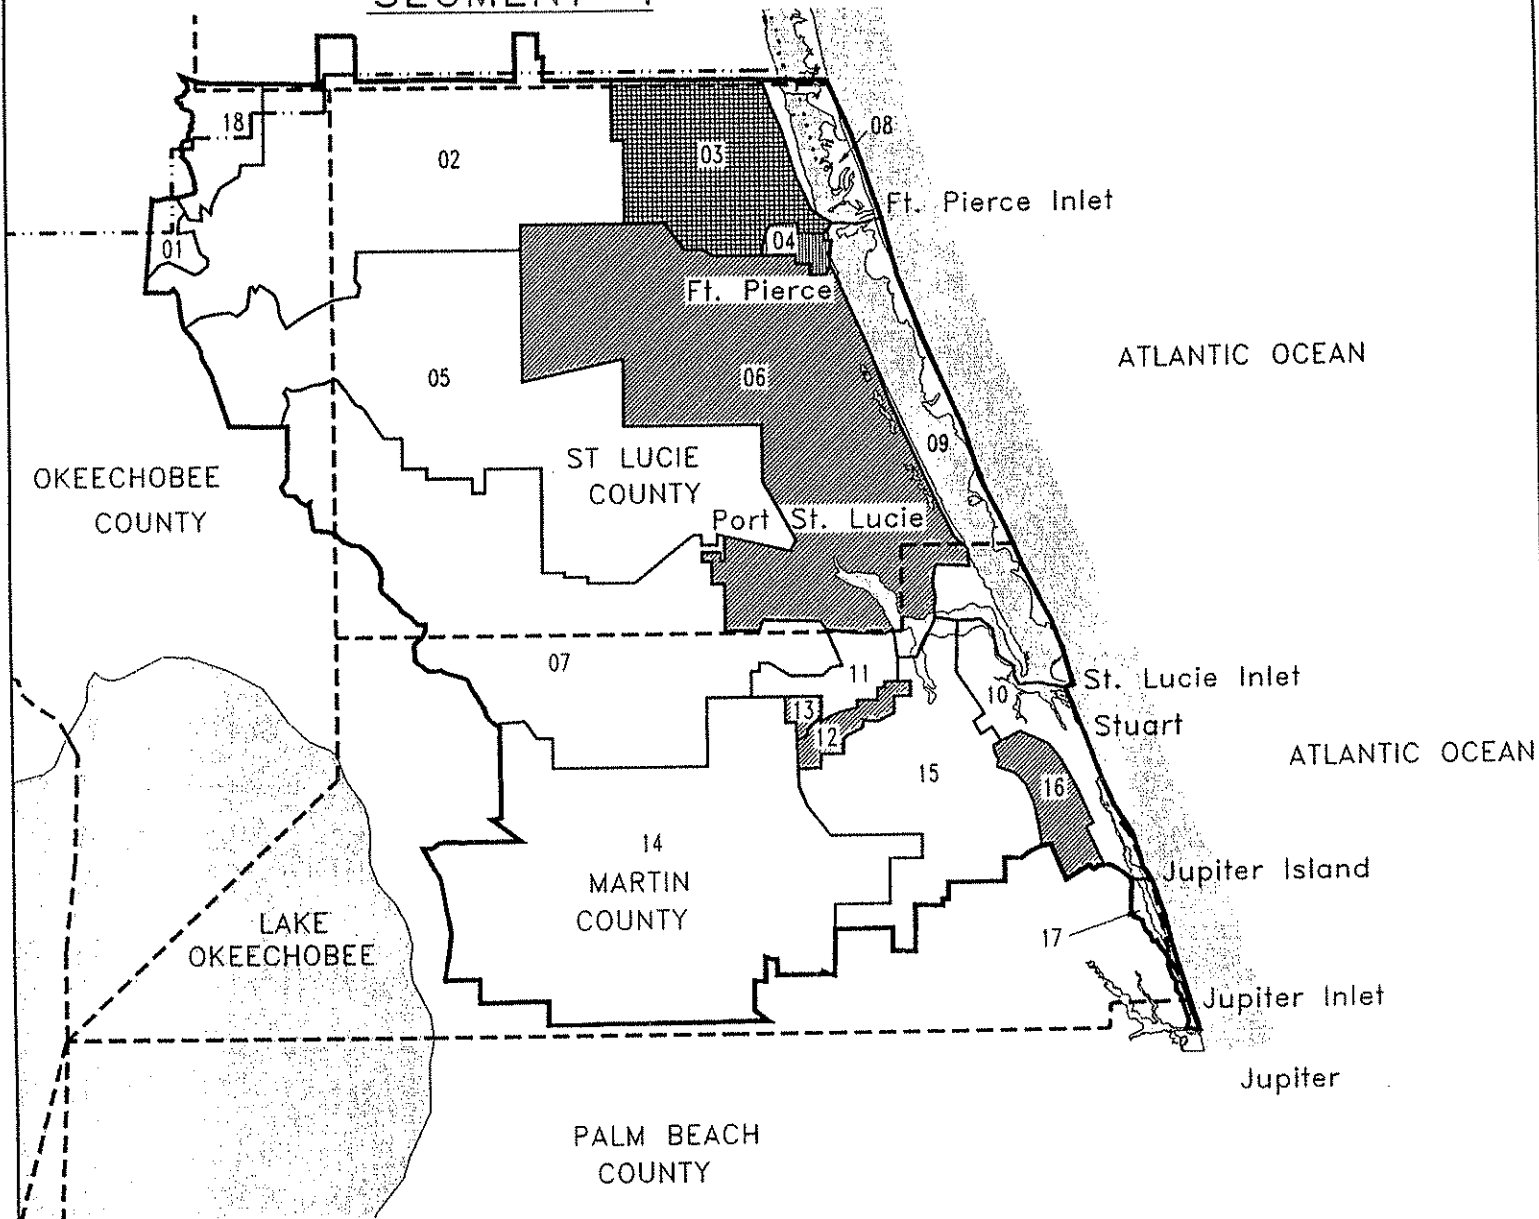 08
18
02
03
Ft. Pierce Inlet
01
04
Ft. Pierce
ATLANTIC OCEAN
05
06
09
ST LUCIE
COUNTY
OKEECHOBEE
COUNTY
Port St. Lucie
07
11
10
St. Lucie Inlet
13
Stuart
12
ATLANTIC OCEAN
15
16
14
Jupiter Island
MARTIN
COUNTY
LAKE
OKEECHOBEE
17
Jupiter Inlet
Jupiter
PALM BEACH
COUNTY